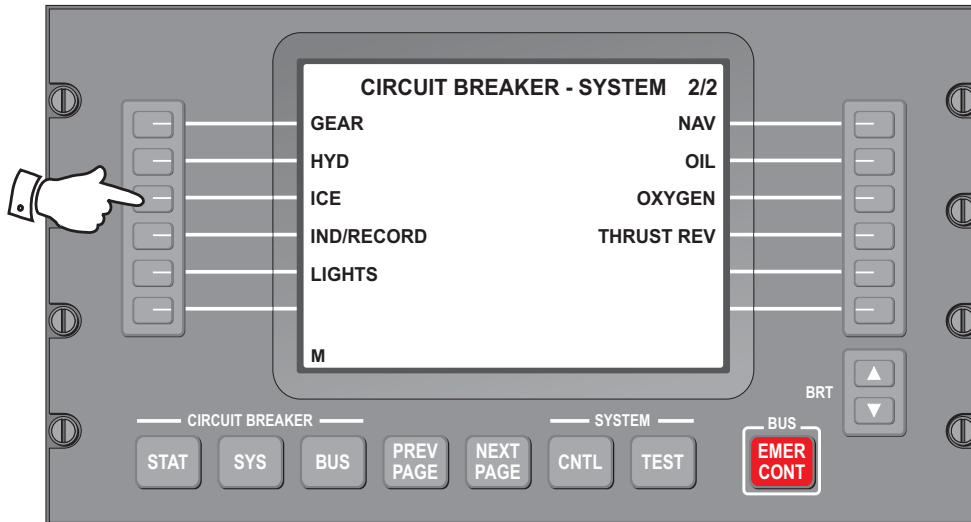 CIRCUIT BREAKER - SYSTEM 2/2
GEAR NAV
HYD OIL
ICE OXYGEN
IND/RECORD THRUST REV
LIGHTS
M
BRT
CIRCUIT BREAKER SYSTEM BUS
STAT SYS BUS PREV PAGE NEXT PAGE CNTL TEST EMER CONT